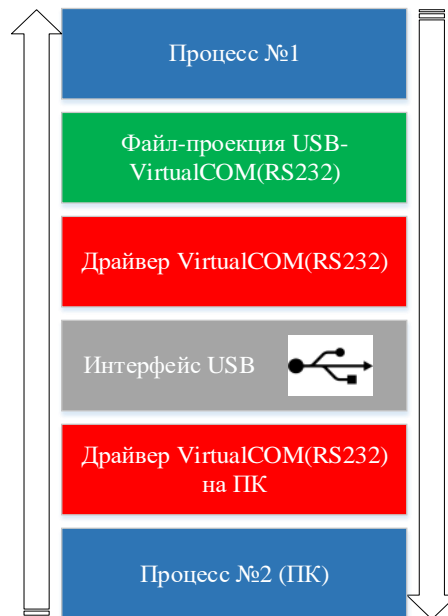 Процесс №1
Файл-проекция USB-
VirtualCOM(RS232)
Драйвер VirtualCOM(RS232)
Интерфейс USB
Драйвер VirtualCOM(RS232)
на ПК
Процесс №2 (ПК)